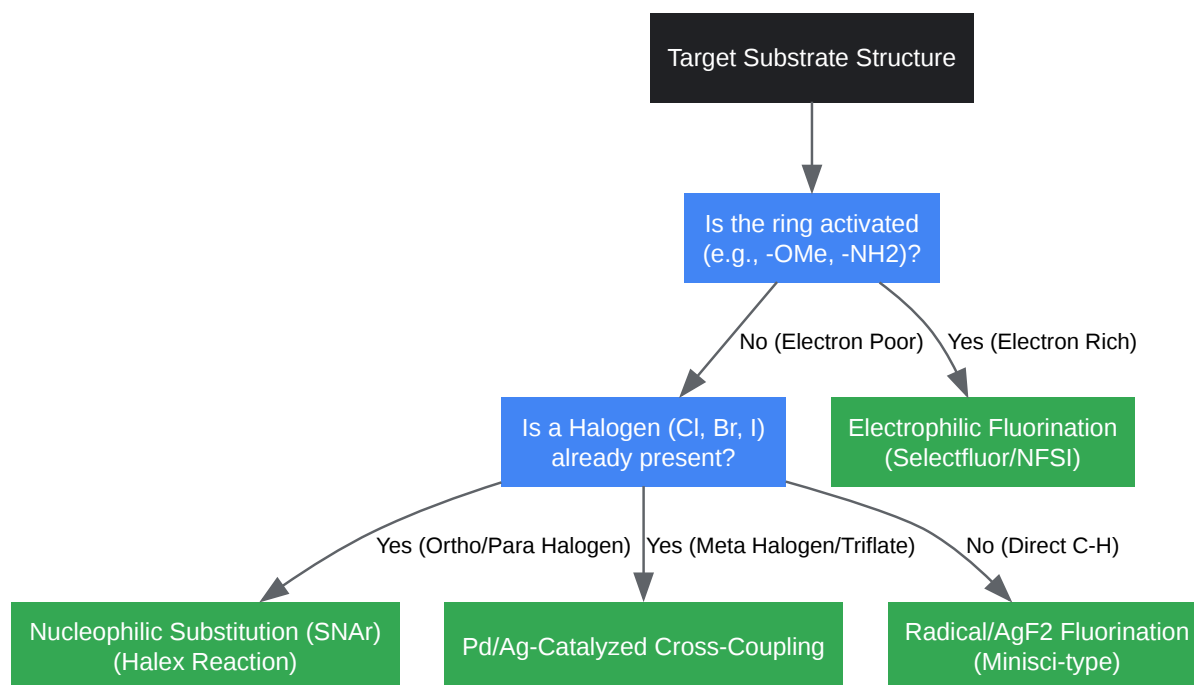 Target Substrate Structure
Is the ring activated
(e.g., -OMe, -NH2)?
No (Electron Poor)
Yes (Electron Rich)
Is a Halogen (Cl, Br, I)
already present?
Electrophilic Fluorination
(Selectfluor/NFSI)
Yes (Ortho/Para Halogen)
Yes (Meta Halogen/Triflate)
No (Direct C-H)
Nucleophilic Substitution (SNAr)
(Halex Reaction)
Pd/Ag-Catalyzed Cross-Coupling
Radical/AgF2 Fluorination
(Minisci-type)